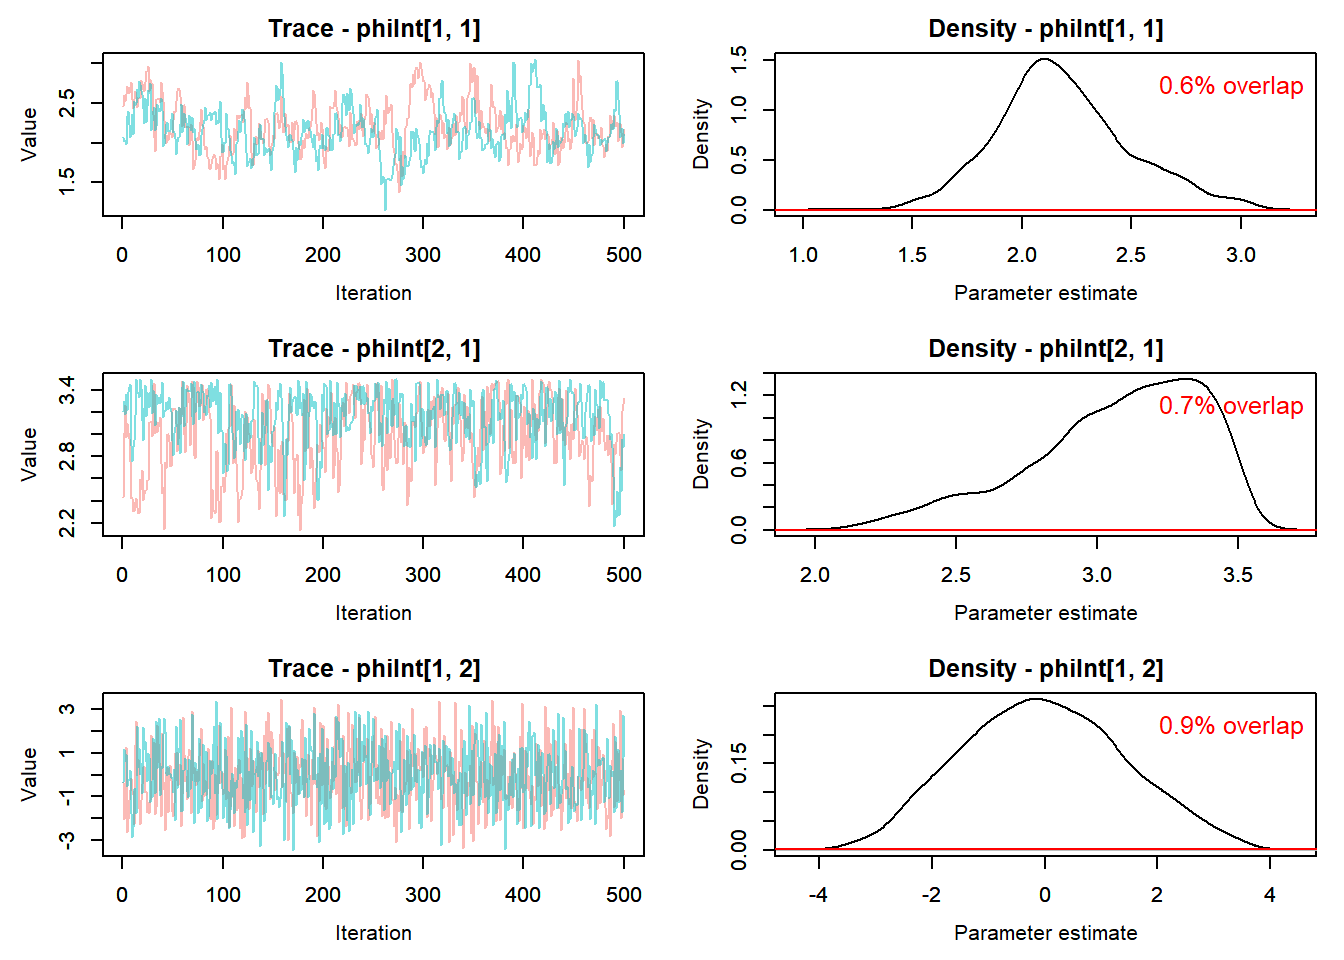 Trace - phiInt[1, 1]
Value
1.5
2.5
0 100 200 300 400 500
Iteration
Density - phiInt[1, 1]
0.6% overlap
Density
0.0 0.5 1.0 1.5
1.0 1.5 2.0 2.5 3.0
Parameter estimate
Trace - phiInt[2, 1]
Value
2.2 2.8 3.4
0 100 200 300 400 500
Iteration
Density - phiInt[2, 1]
0.7% overlap
Density
0.0 0.6 1.2
2.0 2.5 3.0 3.5
Parameter estimate
Trace - phiInt[1, 2]
Value
-3 -1 1 3
0 100 200 300 400 500
Iteration
Density - phiInt[1, 2]
0.9% overlap
Density
0.00 0.15
-4 -2 0 2 4
Parameter estimate